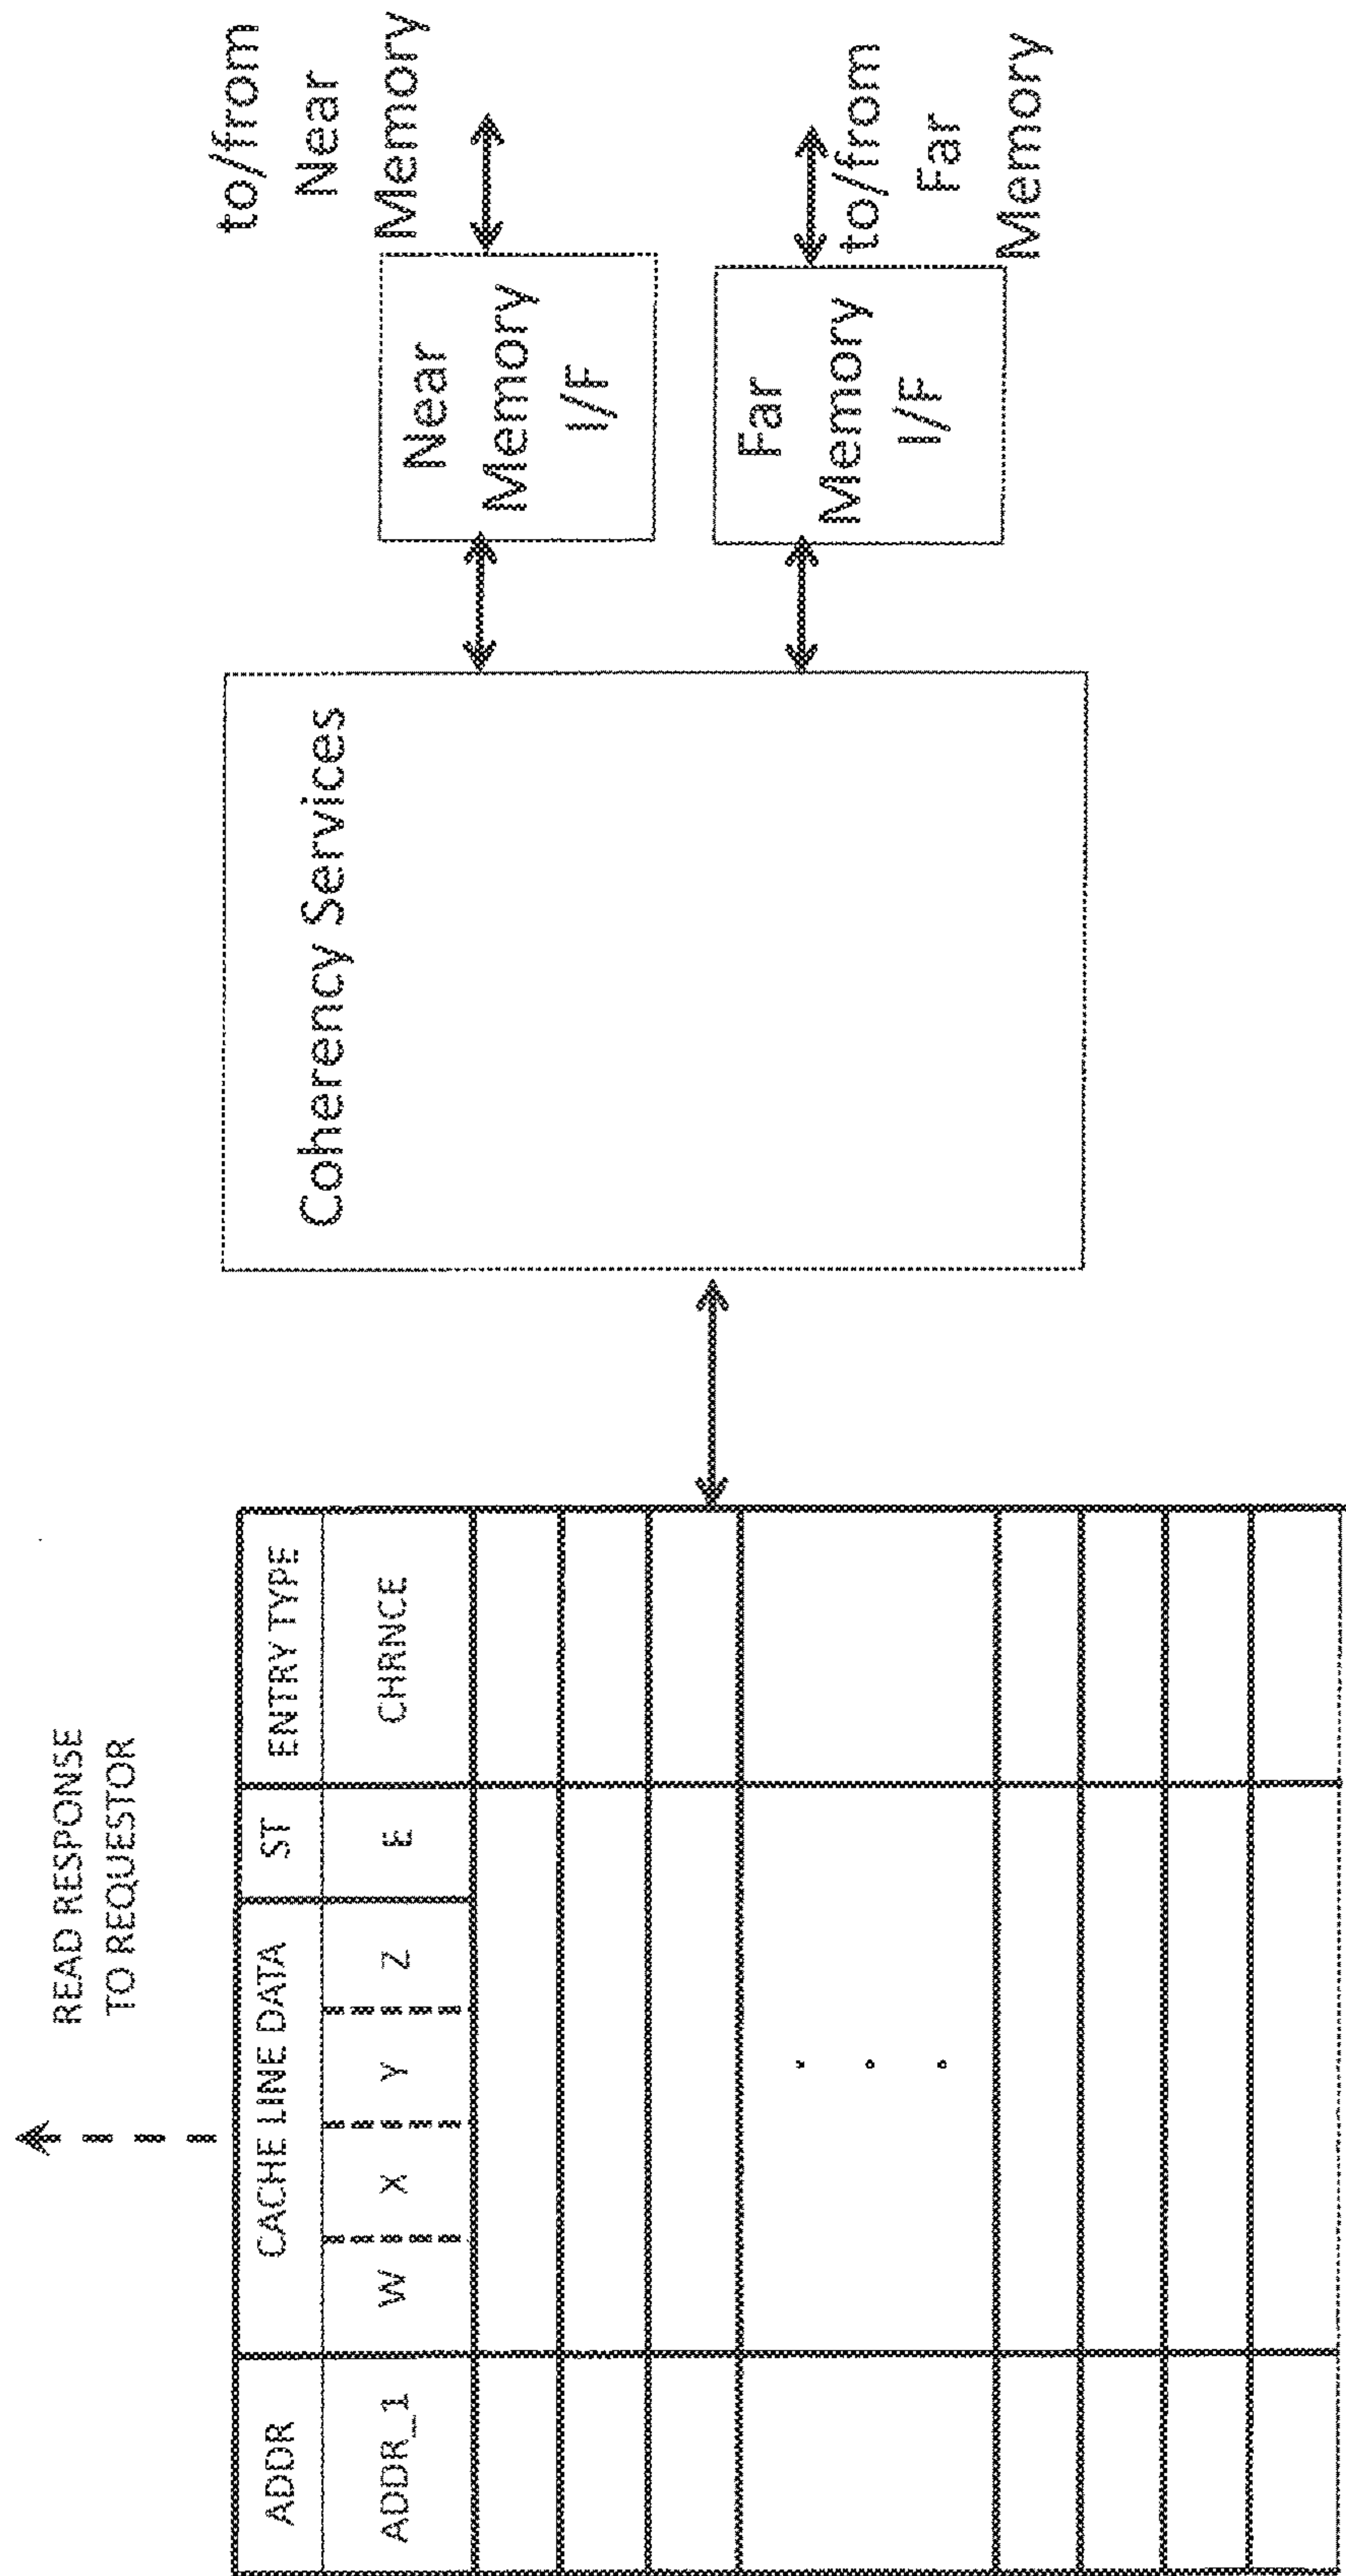 READ RESPONSE
TO REQUESTOR
ADDR CACHE LINE DATA ST ENTRY TYPE
ADDR_1 W X Y Z E CHRNCE
Coherency Services
Near
Memory
I/F
to/from
Near
Memory
Far
Memory
I/F
to/from
Far
Memory